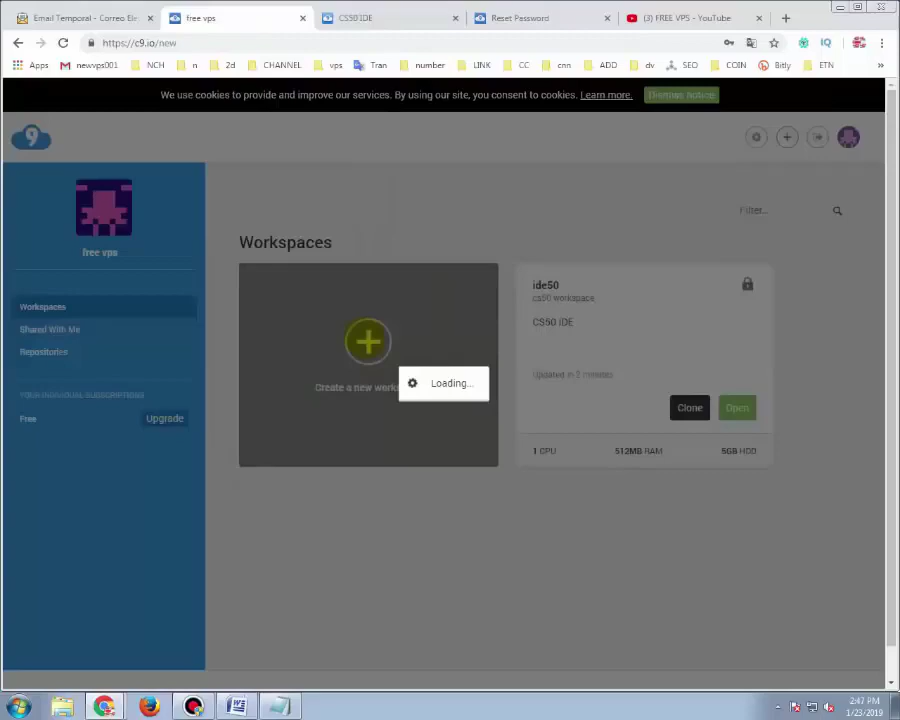 Email Temporal - Correo Ele
free vps
CS50 IDE
Reset Password
(3) FREE VPS - YouTube
https://c9.io/new
Apps
newvps001
NCH
n
2d
CHANNEL
vps
Tran
number
LINK
CC
cnn
ADD
dv
SEO
COIN
Bitly
ETN
»
We use cookies to provide and improve our services. By using our site, you consent to cookies. Learn more.
Dismiss Notice
9
free vps
Workspaces
Shared With Me
Repositories
YOUR INDIVIDUAL SUBSCRIPTIONS
Free
Upgrade
Filter...
Workspaces
Create a new work
Loading...
ide50
cs50 workspace
CS50 IDE
Updated in 2 minutes
Clone
Open
1 CPU
512MB RAM
5GB HDD
2:47 PM
1/23/2019